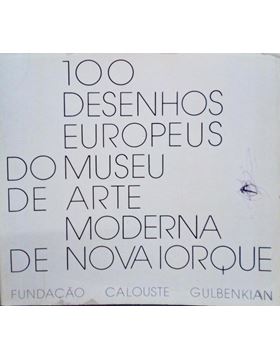 100
DESENHOS
EUROPEUS
DO MUSEU
DE ARTE
MODERNA
DE NOVA IORQUE
FUNDAÇÃO CALOUSTE GULBENKIAN